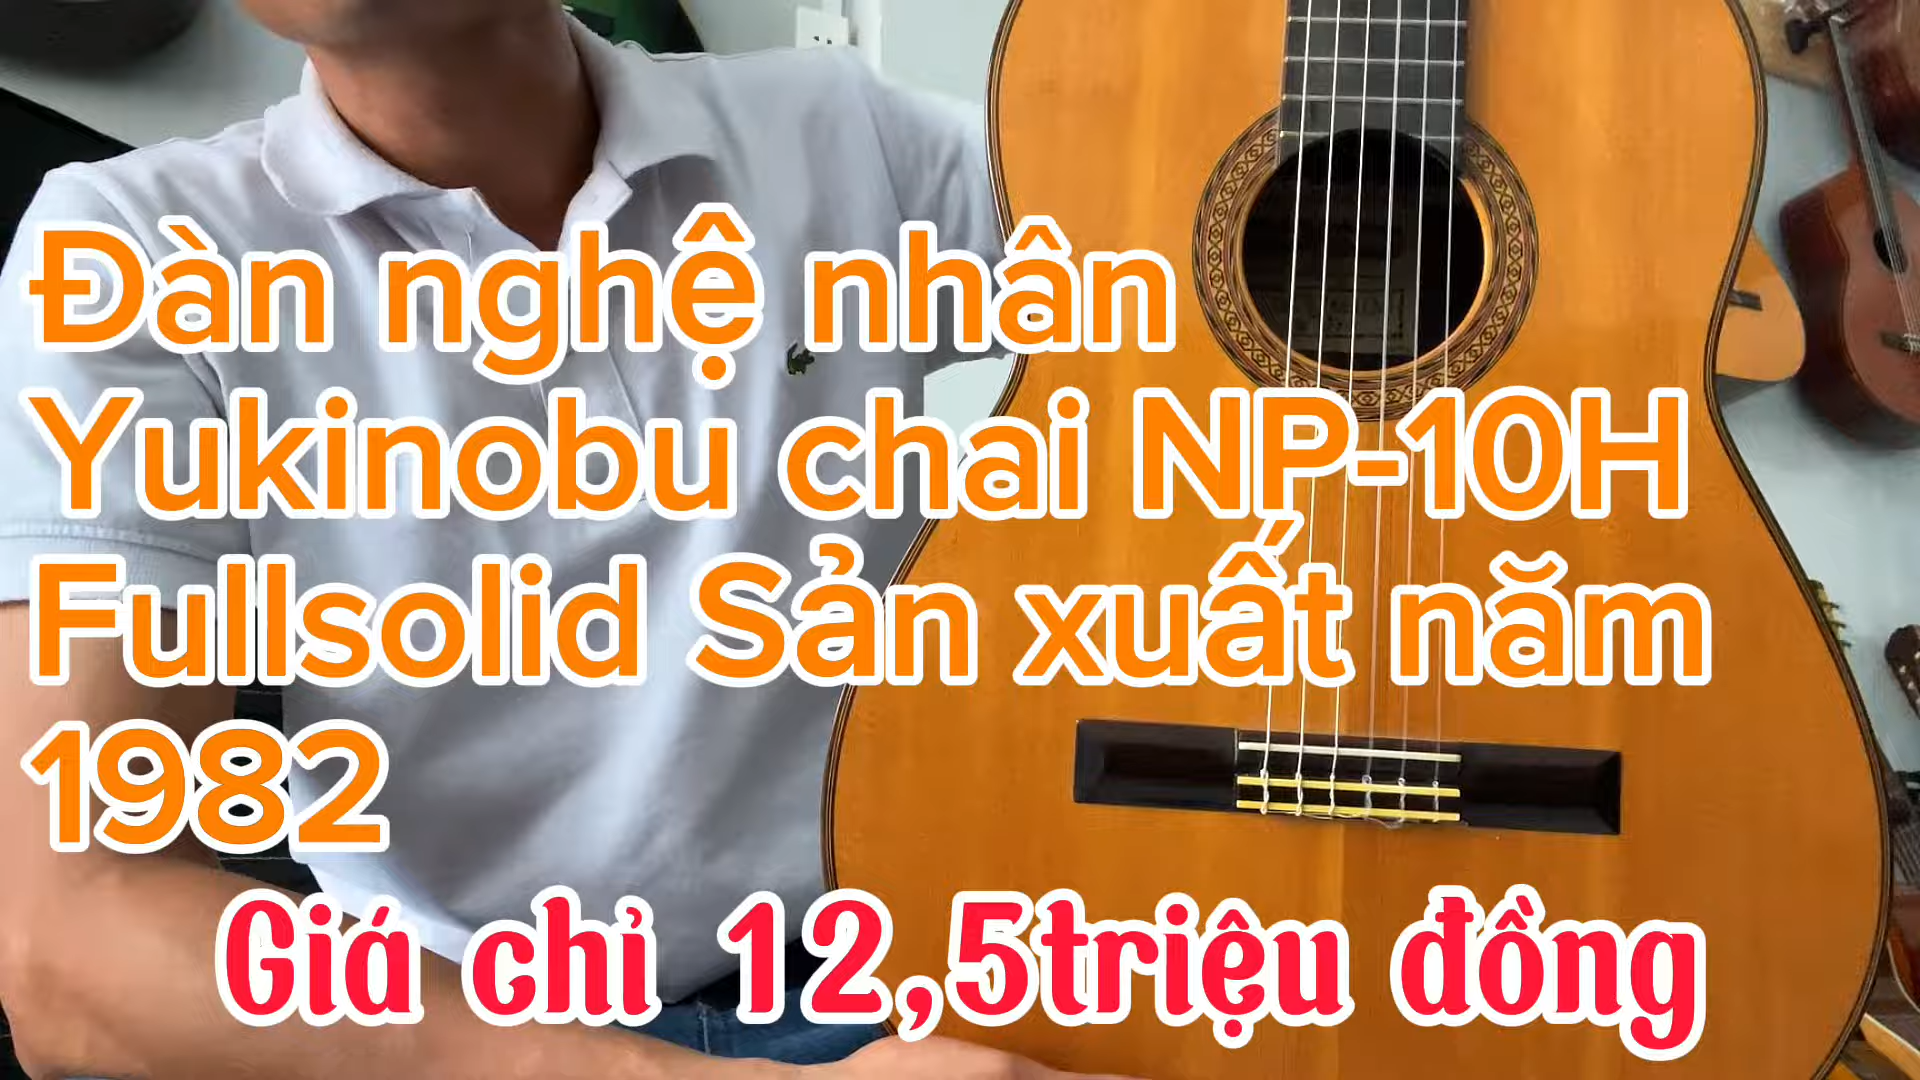 Đàn nghệ nhân
Yukinobu chai NP-10H
Fullsolid Sản xuất năm
1982
Giá chỉ 12,5triệu đồng